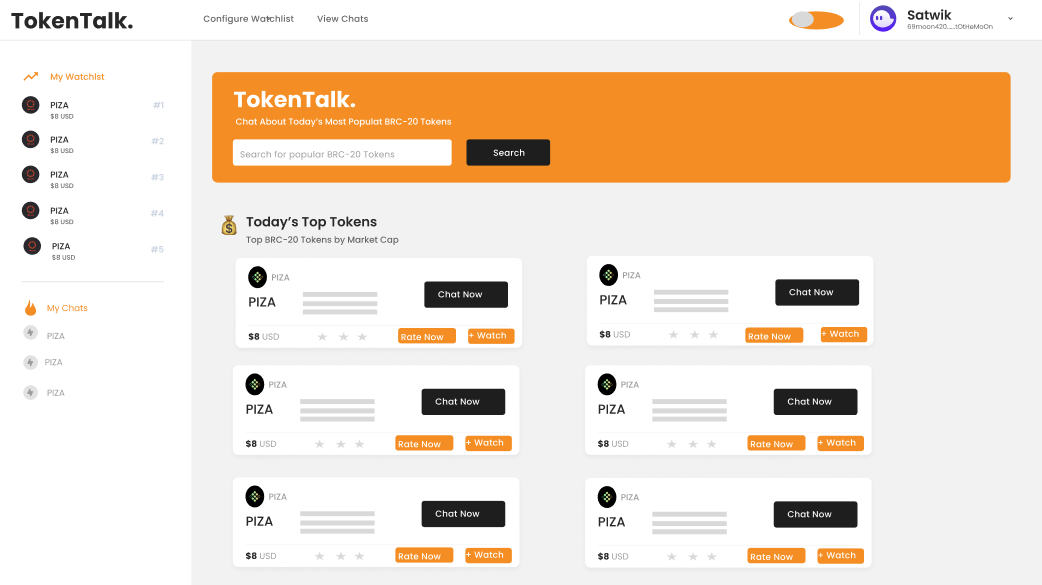 TokenTalk.
Configure Watchlist
View Chats
Satwik
69moon420.....tOtHeMoOn
My Watchlist
PIZA
#1
$8 USD
PIZA
#2
$8 USD
PIZA
#3
$8 USD
PIZA
#4
$8 USD
PIZA
#5
$8 USD
My Chats
PIZA
PIZA
PIZA
TokenTalk.
Chat About Today's Most Populat BRC-20 Tokens
Search for popular BRC-20 Tokens
Search
Today's Top Tokens
Top BRC-20 Tokens by Market Cap
PIZA
PIZA
Chat Now
$8 USD
Rate Now
+ Watch
PIZA
PIZA
Chat Now
$8 USD
Rate Now
+ Watch
PIZA
PIZA
Chat Now
$8 USD
Rate Now
+ Watch
PIZA
PIZA
Chat Now
$8 USD
Rate Now
+ Watch
PIZA
PIZA
Chat Now
$8 USD
Rate Now
+ Watch
PIZA
PIZA
Chat Now
$8 USD
Rate Now
+ Watch